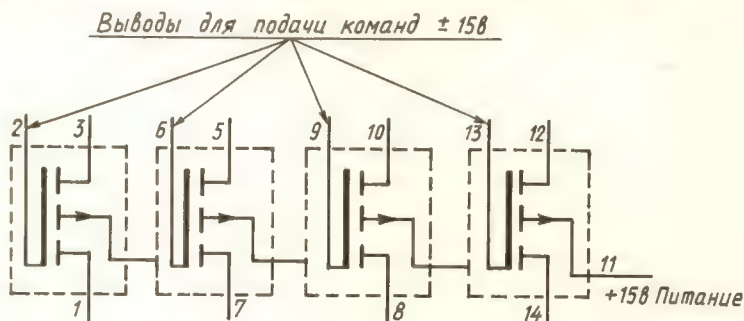 Выводы для подачи команд ± 15в
2 3 6 5 9 10 13 12
11
+15в Питание
1 7 8 14